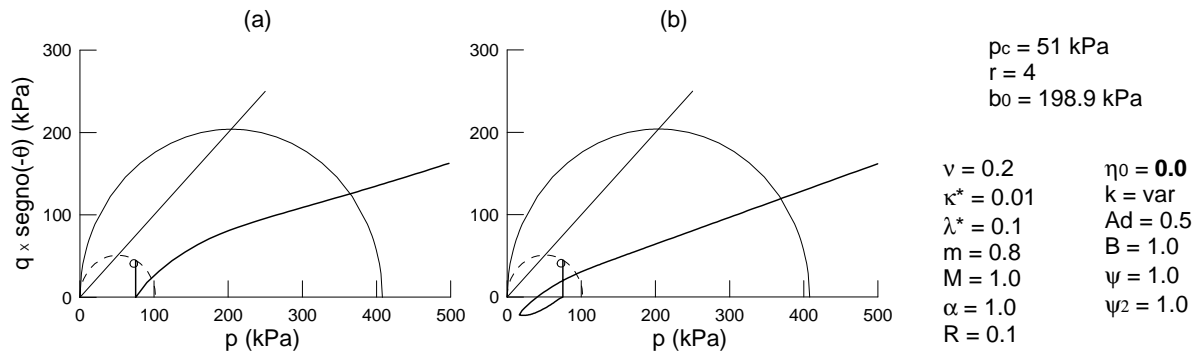 (a)
(b)
300
200
100
0
q x segno(-θ) (kPa)
0 100 200 300 400 500
p (kPa)
300
200
100
0
0 100 200 300 400 500
p (kPa)
pc = 51 kPa
r = 4
b0 = 198.9 kPa
ν = 0.2
κ* = 0.01
λ* = 0.1
m = 0.8
M = 1.0
α = 1.0
R = 0.1
η0 = 0.0
k = var
Ad = 0.5
B = 1.0
ψ = 1.0
ψ2 = 1.0